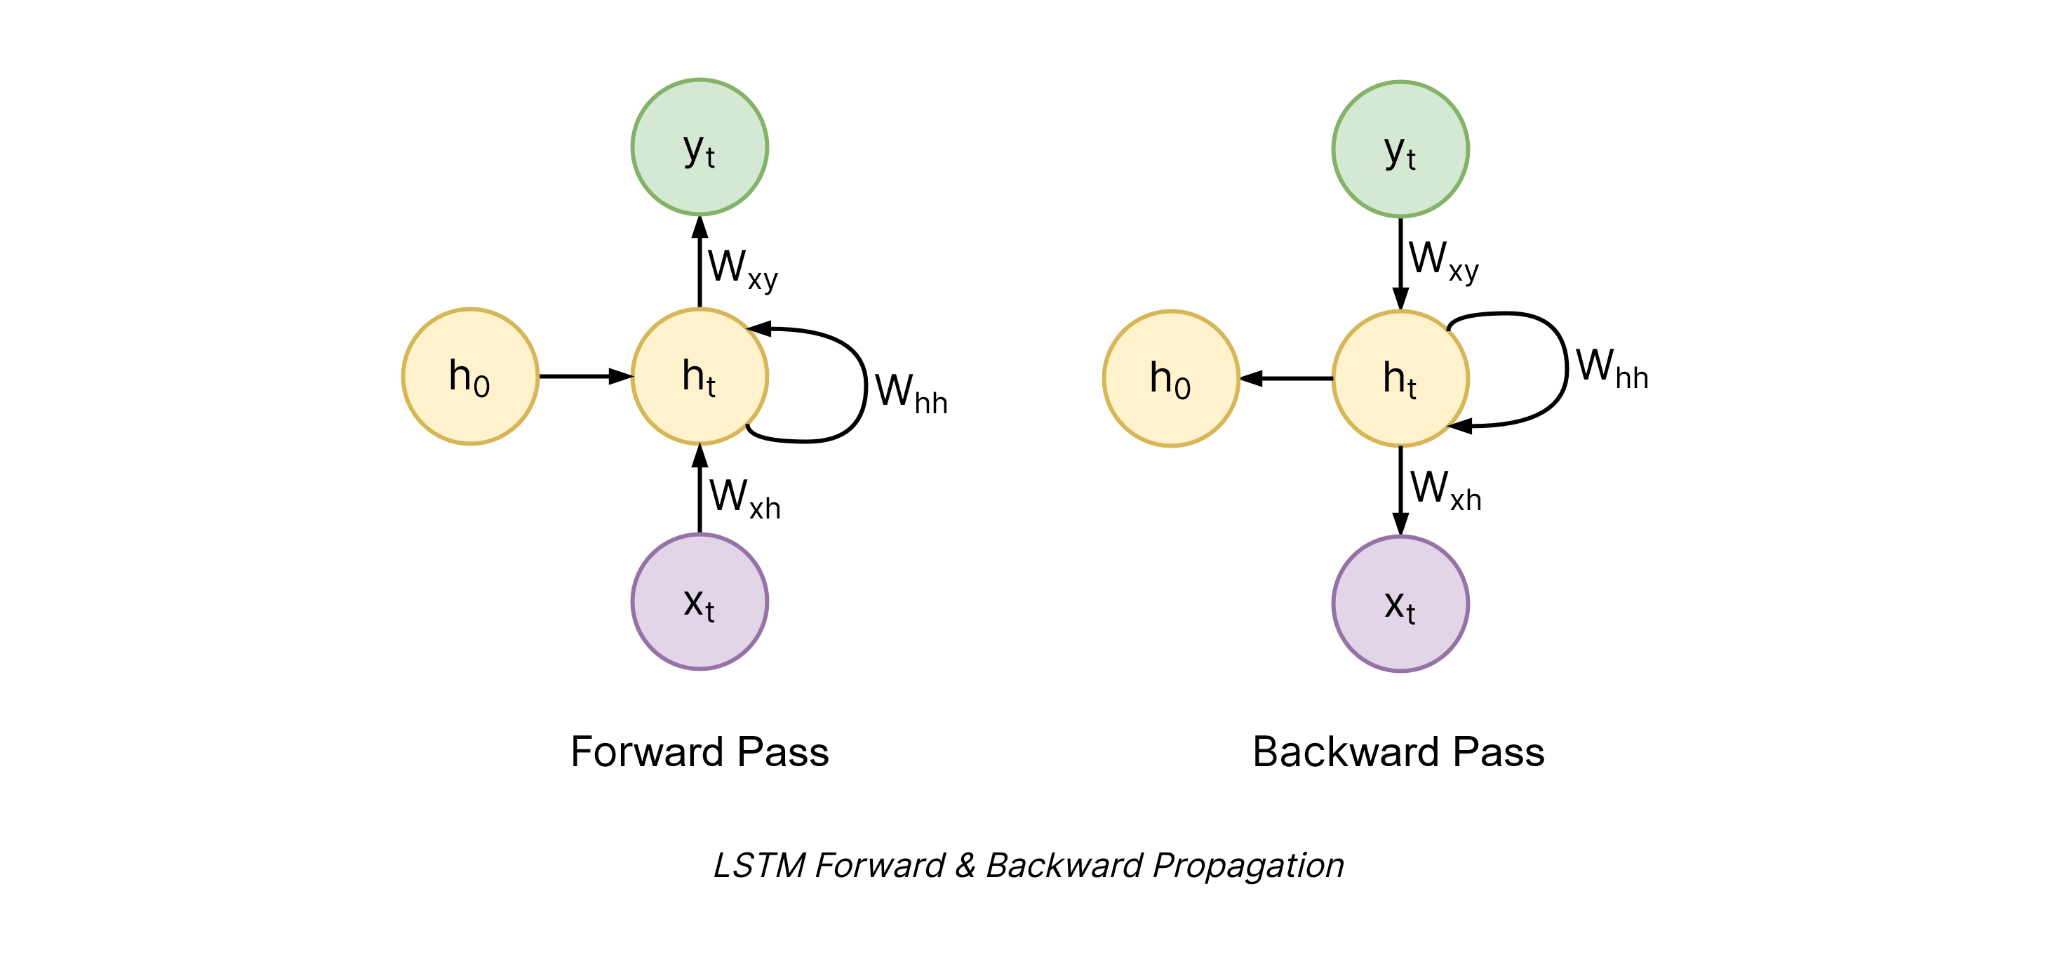 yt
Wxy
h0
ht
Whh
Wxh
xt
Forward Pass
yt
Wxy
h0
ht
Whh
Wxh
xt
Backward Pass
LSTM Forward & Backward Propagation